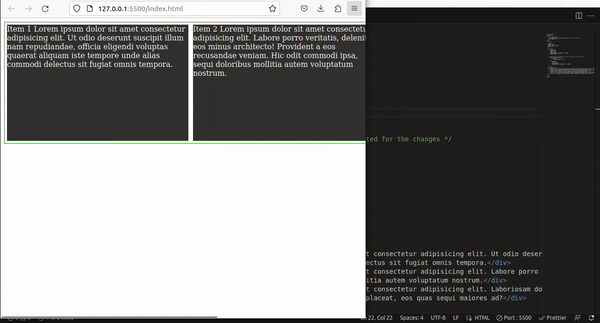 127.0.0.1:5500/index.html
Item 1 Lorem ipsum dolor sit amet consectetur
adipisicing elit. Ut odio deserunt suscipit illum
nam repudiandae, officia eligendi voluptas
quaerat aliquam iste tempore unde alias
commodi delectus sit fugiat omnis tempora.
Item 2 Lorem ipsum dolor sit amet consectetu
adipisicing elit. Labore porro veritatis, delenit
eos minus architecto! Provident a eos
recusandae veniam. Hic odit commodi ipsa,
sequi doloribus mollitia autem voluptatum
nostrum.
ted for the changes */
t consectetur adipisicing elit. Ut odio deser
ectus sit fugiat omnis tempora.</div>
t consectetur adipisicing elit. Labore porro
itia autem voluptatum nostrum.</div>
t consectetur adipisicing elit. Laboriosam do
placeat, eos quas sequi maiores ad?</div>
Ln 22, Col 22 Spaces: 4 UTF-8 LF HTML Port : 5500 Prettier